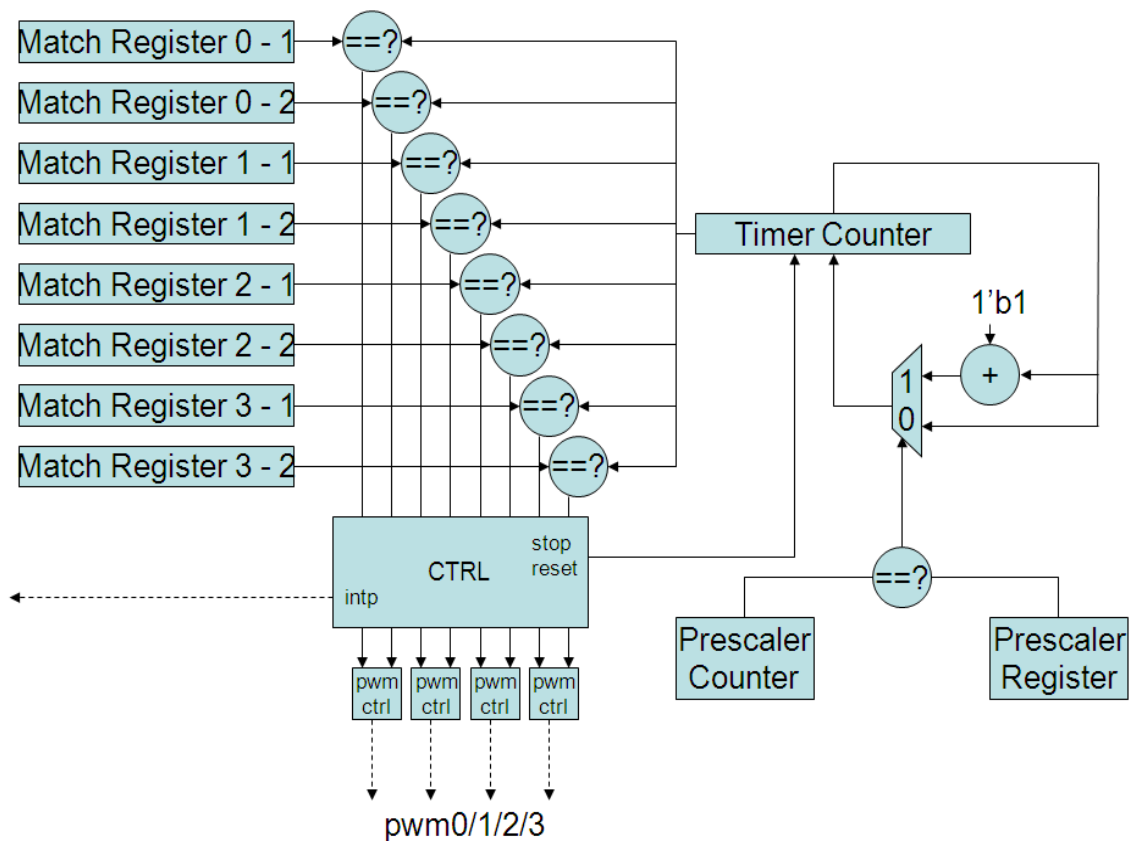 Match Register 0 - 1
==?
Match Register 0 - 2
==?
Match Register 1 - 1
==?
Match Register 1 - 2
==?
Timer Counter
Match Register 2 - 1
==?
1'b1
Match Register 2 - 2
==?
+
1
0
Match Register 3 - 1
==?
Match Register 3 - 2
==?
stop
reset
CTRL
intp
==?
Prescaler
Counter
Prescaler
Register
pwm
ctrl
pwm
ctrl
pwm
ctrl
pwm
ctrl
pwm0/1/2/3